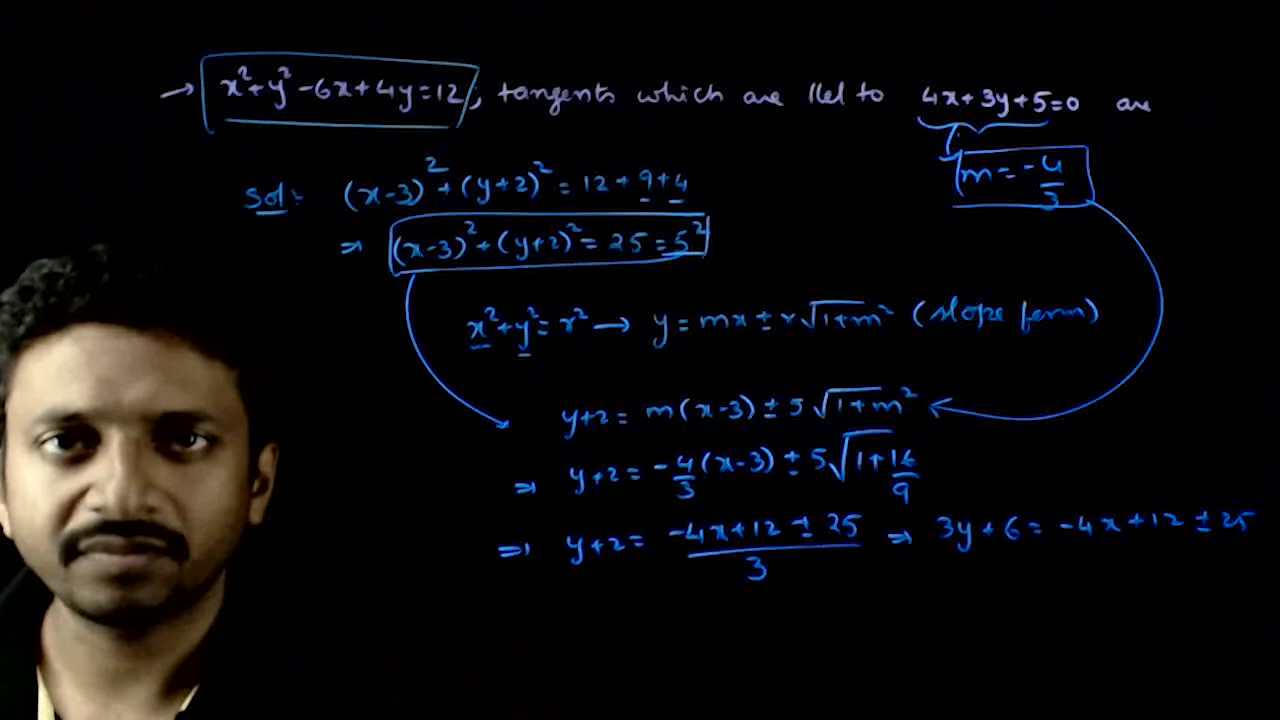 → x²+y²-6x+4y=12, tangents which are llel to 4x+3y+5=0 are
m = -4/3
Sol: (x-3)²+(y+2)² = 12+9+4
⇒ (x-3)²+(y+2)² = 25 = 5²
x²+y²=r² → y = mx ± r√1+m² (slope form)
y+2 = m(x-3) ± 5√1+m²
⇒ y+2 = -4/3(x-3) ± 5√1+16/9
⇒ y+2 = -4x+12 ± 25/3 ⇒ 3y+6 = -4x+12 ± 25